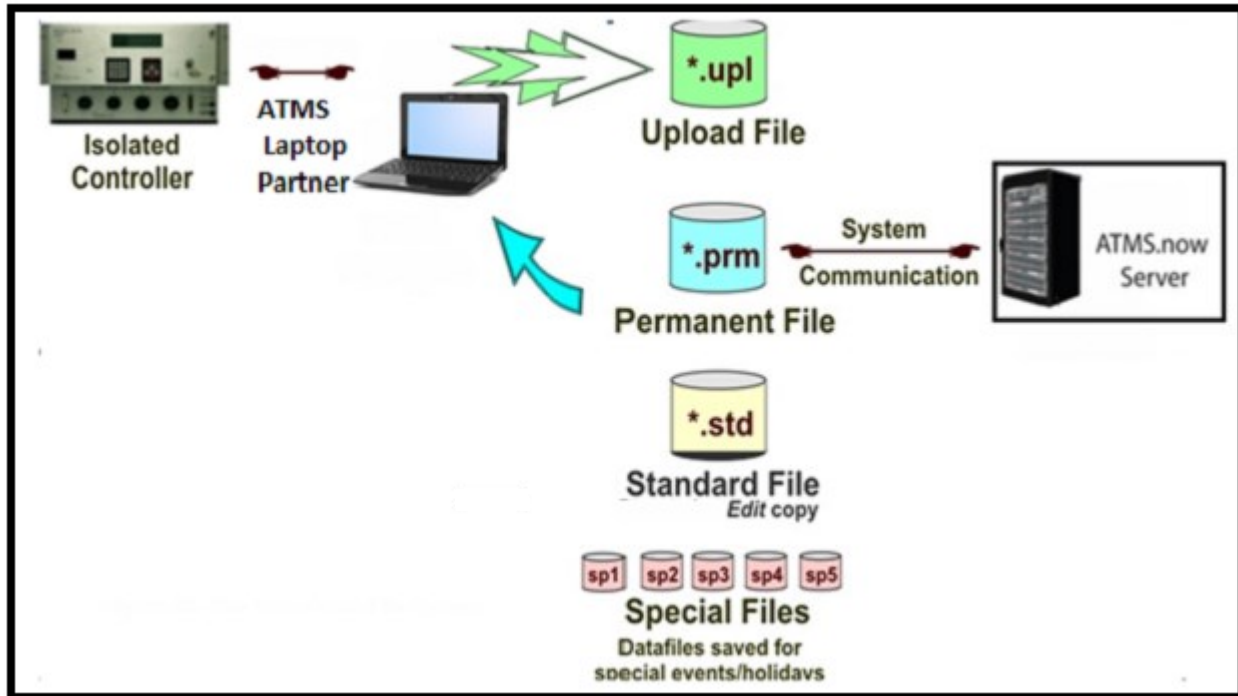 *.upl
Upload File
Isolated
Controller
ATMS
Laptop
Partner
*.prm
Permanent File
System
Communication
ATMS.now
Server
*.std
Standard File
Edit copy
sp1 sp2 sp3 sp4 sp5
Special Files
Datafiles saved for
special events/holidays